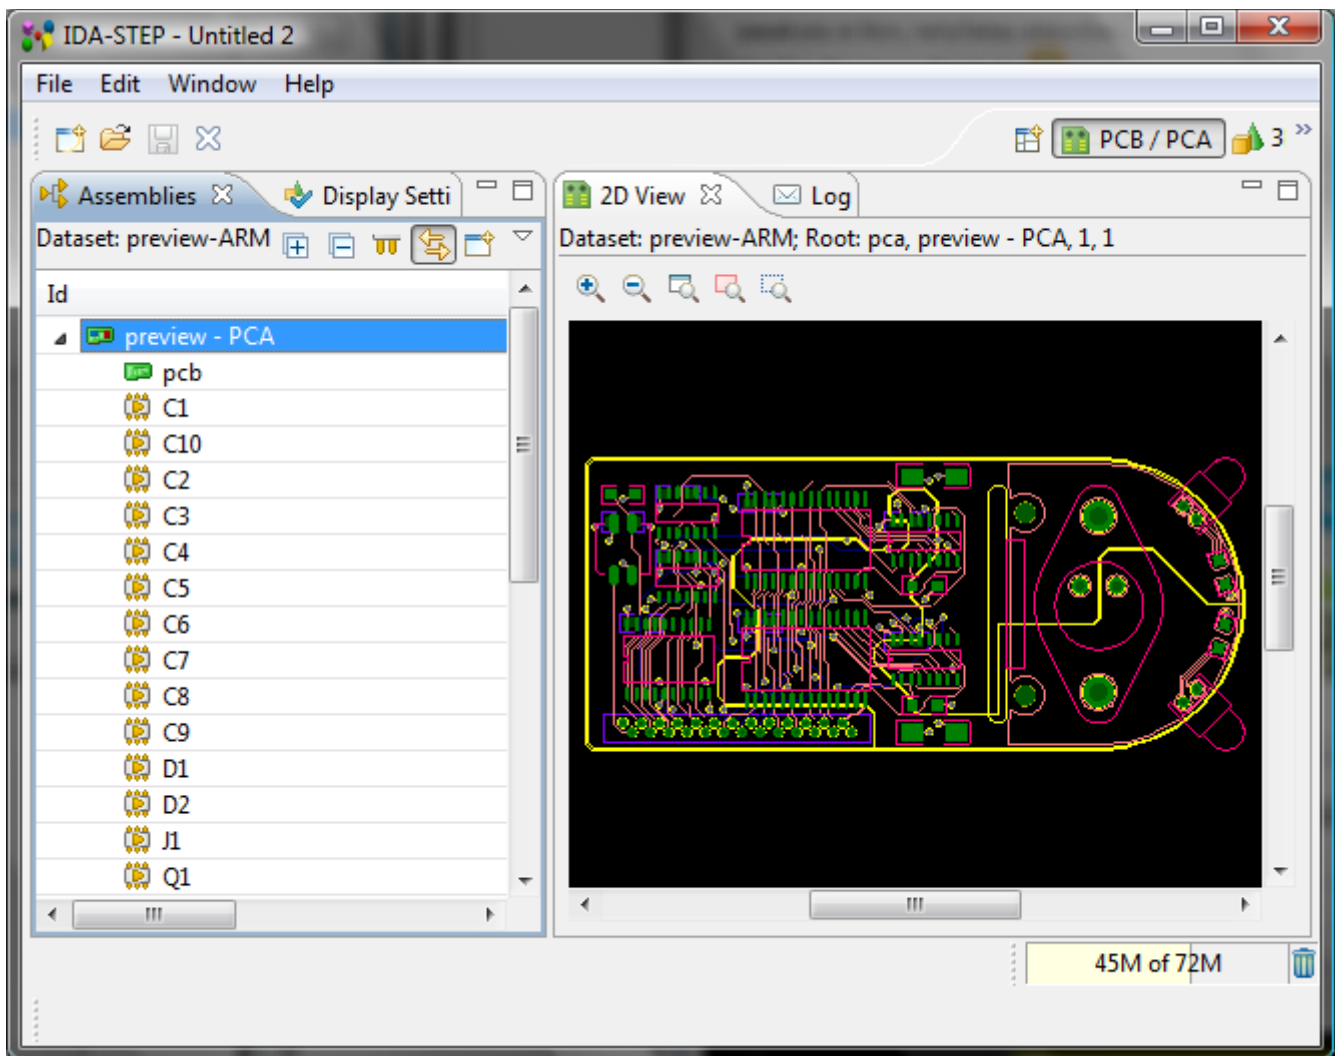 IDA-STEP - Untitled 2
File Edit Window Help
PCB / PCA 3 »
Assemblies Display Setti
2D View Log
Dataset: preview-ARM
Dataset: preview-ARM; Root: pca, preview - PCA, 1, 1
Id
preview - PCA
pcb
C1
C10
C2
C3
C4
C5
C6
C7
C8
C9
D1
D2
J1
Q1
45M of 72M